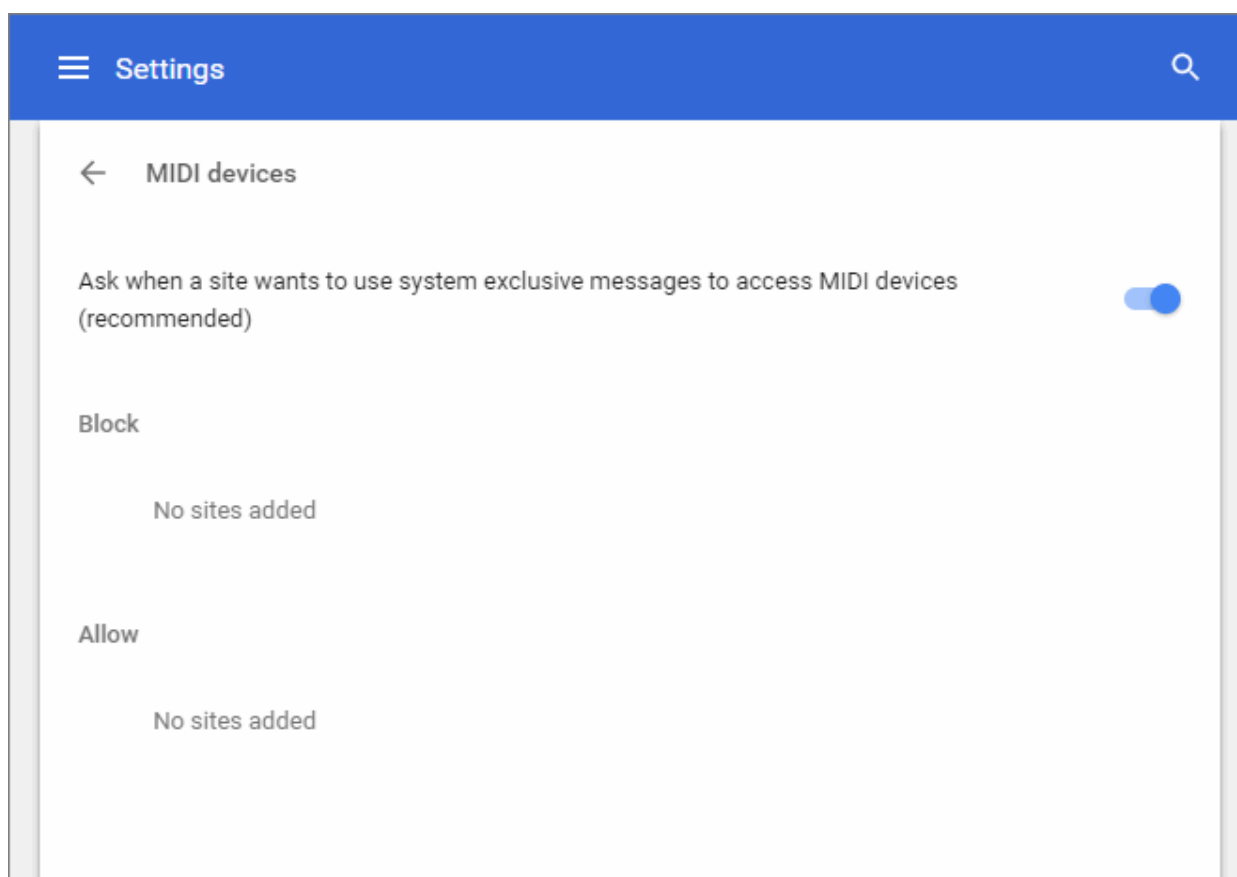 Settings
MIDI devices
Ask when a site wants to use system exclusive messages to access MIDI devices
(recommended)
Block
No sites added
Allow
No sites added